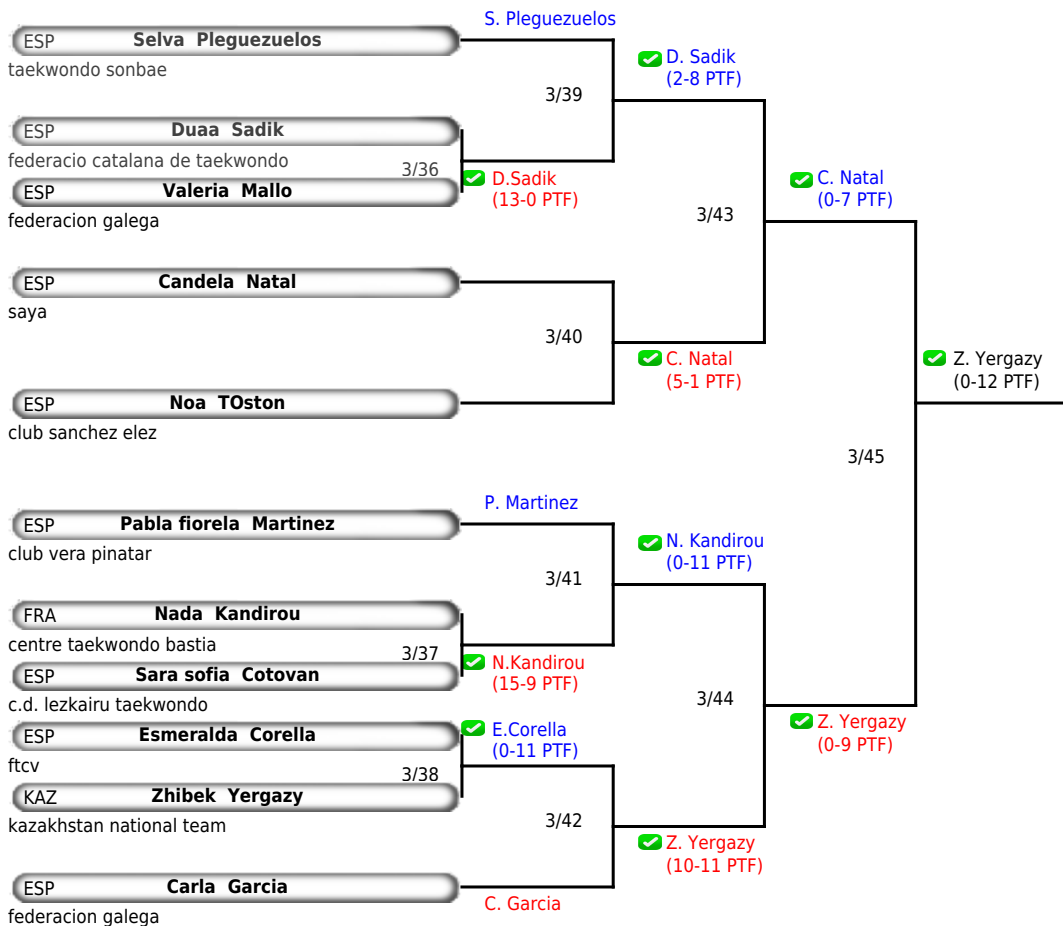 S. Pleguezuelos
ESP Selva Pleguezuelos
taekwondo sonbae
D. Sadik
(2-8 PTF)
3/39
ESP Duaa Sadik
federacio catalana de taekwondo
3/36
D.Sadik
(13-0 PTF)
ESP Valeria Mallo
federacion galega
C. Natal
(0-7 PTF)
3/43
ESP Candela Natal
saya
3/40
C. Natal
(5-1 PTF)
Z. Yergazy
(0-12 PTF)
ESP Noa TOston
club sanchez elez
3/45
P. Martinez
ESP Pabla fiorela Martinez
club vera pinatar
N. Kandirou
(0-11 PTF)
3/41
FRA Nada Kandirou
centre taekwondo bastia
3/37
N.Kandirou
(15-9 PTF)
ESP Sara sofia Cotovan
c.d. lezkairu taekwondo
3/44
Z. Yergazy
(0-9 PTF)
ESP Esmeralda Corella
ftcv
E.Corella
(0-11 PTF)
3/38
KAZ Zhibek Yergazy
kazakhstan national team
3/42
Z. Yergazy
(10-11 PTF)
ESP Carla Garcia
C. Garcia
federacion galega